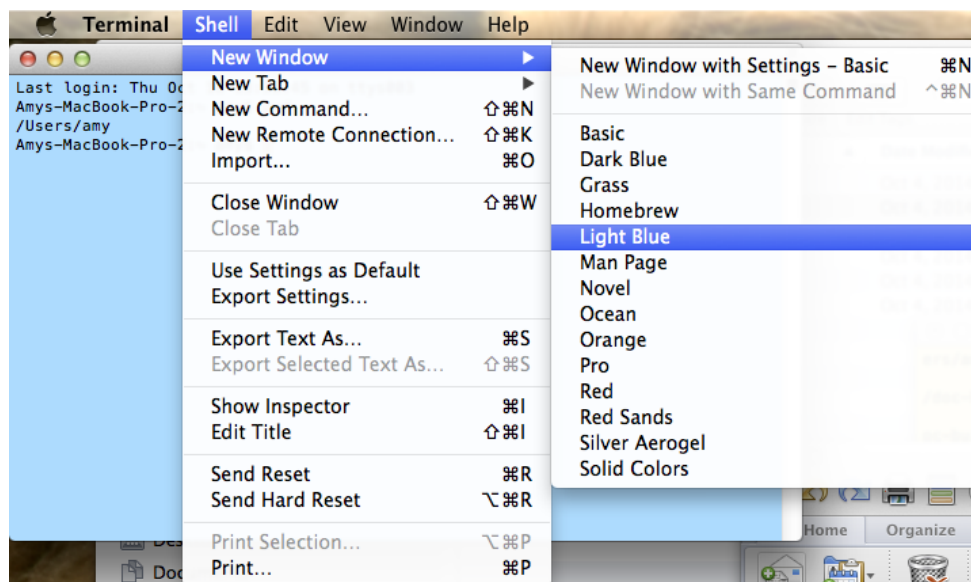 Terminal Shell Edit View Window Help
Last login: Thu Oc
Amys-MacBook-Pro-2
/Users/amy
Amys-MacBook-Pro-2
New Window
New Tab
New Command... ⇧⌘N
New Remote Connection... ⇧⌘K
Import... ⌘O
Close Window ⇧⌘W
Close Tab
Use Settings as Default
Export Settings...
Export Text As... ⌘S
Export Selected Text As... ⇧⌘S
Show Inspector ⌘I
Edit Title ⇧⌘I
Send Reset ⌘R
Send Hard Reset ⌥⌘R
Print Selection... ⌥⌘P
Print... ⌘P
New Window with Settings – Basic ⌘N
New Window with Same Command ^⌘N
Basic
Dark Blue
Grass
Homebrew
Light Blue
Man Page
Novel
Ocean
Orange
Pro
Red
Red Sands
Silver Aerogel
Solid Colors
Home Organize
Doc